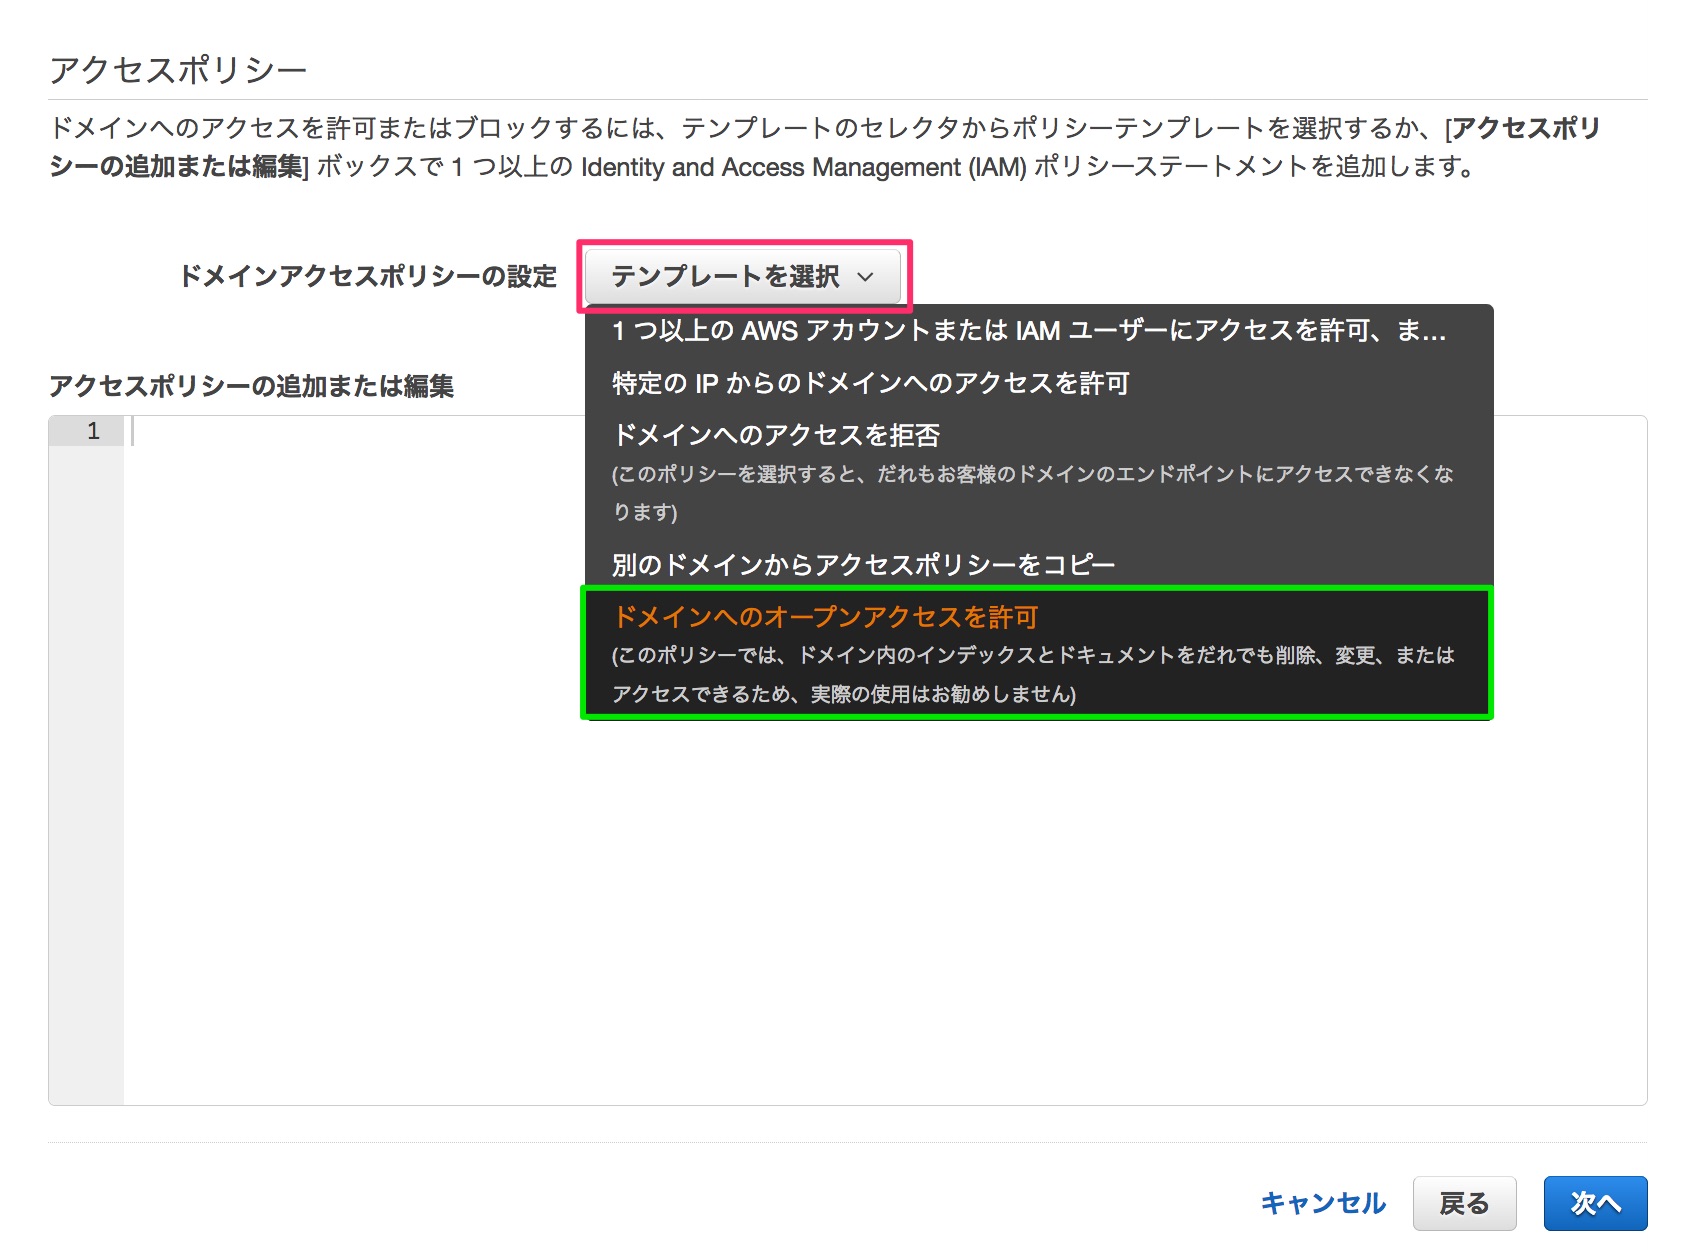 アクセスポリシー
ドメインへのアクセスを許可またはブロックするには、テンプレートのセレクタからポリシーテンプレートを選択するか、[アクセスポリ
シーの追加または編集] ボックスで 1 つ以上の Identity and Access Management (IAM) ポリシーステートメントを追加します。
ドメインアクセスポリシーの設定 テンプレートを選択
1 つ以上の AWS アカウントまたは IAM ユーザーにアクセスを許可、ま...
特定の IP からのドメインへのアクセスを許可
ドメインへのアクセスを拒否
(このポリシーを選択すると、だれもお客様のドメインのエンドポイントにアクセスできなくな
ります)
別のドメインからアクセスポリシーをコピー
ドメインへのオープンアクセスを許可
(このポリシーでは、ドメイン内のインデックスとドキュメントをだれでも削除、変更、または
アクセスできるため、実際の使用はお勧めしません)
アクセスポリシーの追加または編集
1
キャンセル 戻る 次へ